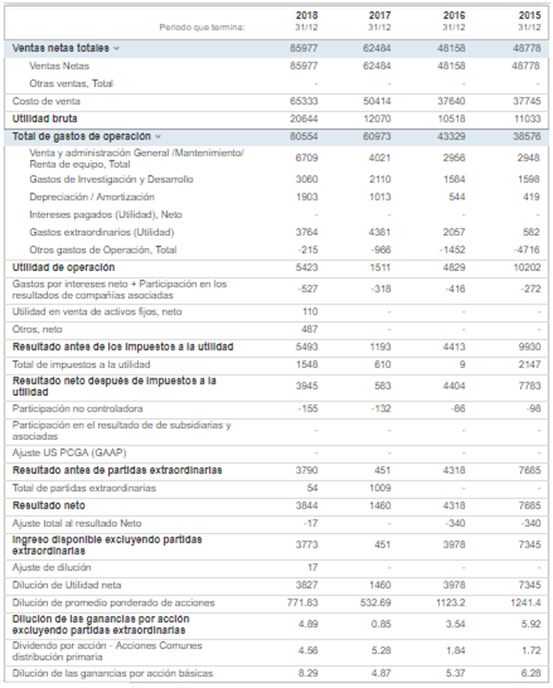 2018 2017 2016 2015
Periodo que termina: 31/12 31/12 31/12 31/12
Ventas netas totales 85977 62484 48158 48778
Ventas Netas 85977 62484 48158 48778
Otras ventas, Total - - - -
Costo de venta 65333 50414 37640 37745
Utilidad bruta 20644 12070 10518 11033
Total de gastos de operación 80554 60973 43329 38576
Venta y administración General /Mantenimiento/
Renta de equipo, Total 6709 4021 2956 2948
Gastos de Investigación y Desarrollo 3060 2110 1584 1598
Depreciación / Amortización 1903 1013 544 419
Intereses pagados (Utilidad), Neto - - - -
Gastos extraordinarios (Utilidad) 3764 4381 2057 582
Otros gastos de Operación, Total -215 -966 -1452 -4716
Utilidad de operación 5423 1511 4829 10202
Gastos por intereses neto + Participación en los
resultados de compañías asociadas -527 -318 -416 -272
Utilidad en venta de activos fijos, neto 110 - - -
Otros, neto 487 - - -
Resultado antes de los impuestos a la utilidad 5493 1193 4413 9930
Total de impuestos a la utilidad 1548 610 9 2147
Resultado neto después de impuestos a la
utilidad 3945 583 4404 7783
Participación no controladora -155 -132 -86 -98
Participación en el resultado de de subsidiarias y
asociadas - - - -
Ajuste US PCGA (GAAP) - - - -
Resultado antes de partidas extraordinarias 3790 451 4318 7685
Total de partidas extraordinarias 54 1009 - -
Resultado neto 3844 1460 4318 7685
Ajuste total al resultado Neto -17 - -340 -340
Ingreso disponible excluyendo partidas
extraordinarias 3773 451 3978 7345
Ajuste de dilución 17 - - -
Dilución de Utilidad neta 3827 1460 3978 7345
Dilución de promedio ponderado de acciones 771.83 532.69 1123.2 1241.4
Dilución de las ganancias por acción
excluyendo partidas extraordinarias 4.89 0.85 3.54 5.92
Dividendo por acción - Acciones Comunes
distribución primaria 4.56 5.28 1.84 1.72
Dilución de las ganancias por acción básicas 8.29 4.87 5.37 6.28